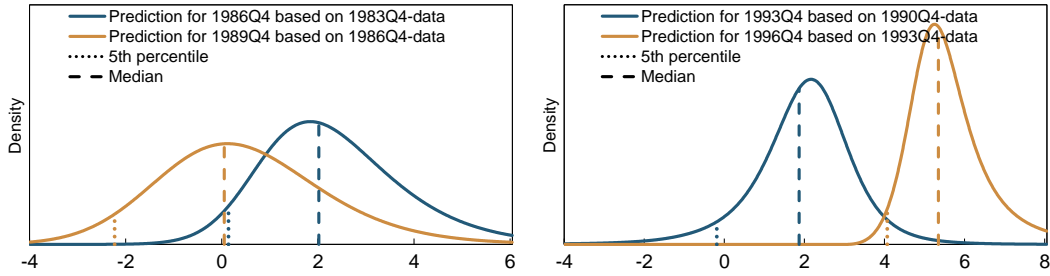 Prediction for 1986Q4 based on 1983Q4-data
Prediction for 1989Q4 based on 1986Q4-data
5th percentile
Median
Density
-4 -2 0 2 4 6
Prediction for 1993Q4 based on 1990Q4-data
Prediction for 1996Q4 based on 1993Q4-data
5th percentile
Median
Density
-4 -2 0 2 4 6 8